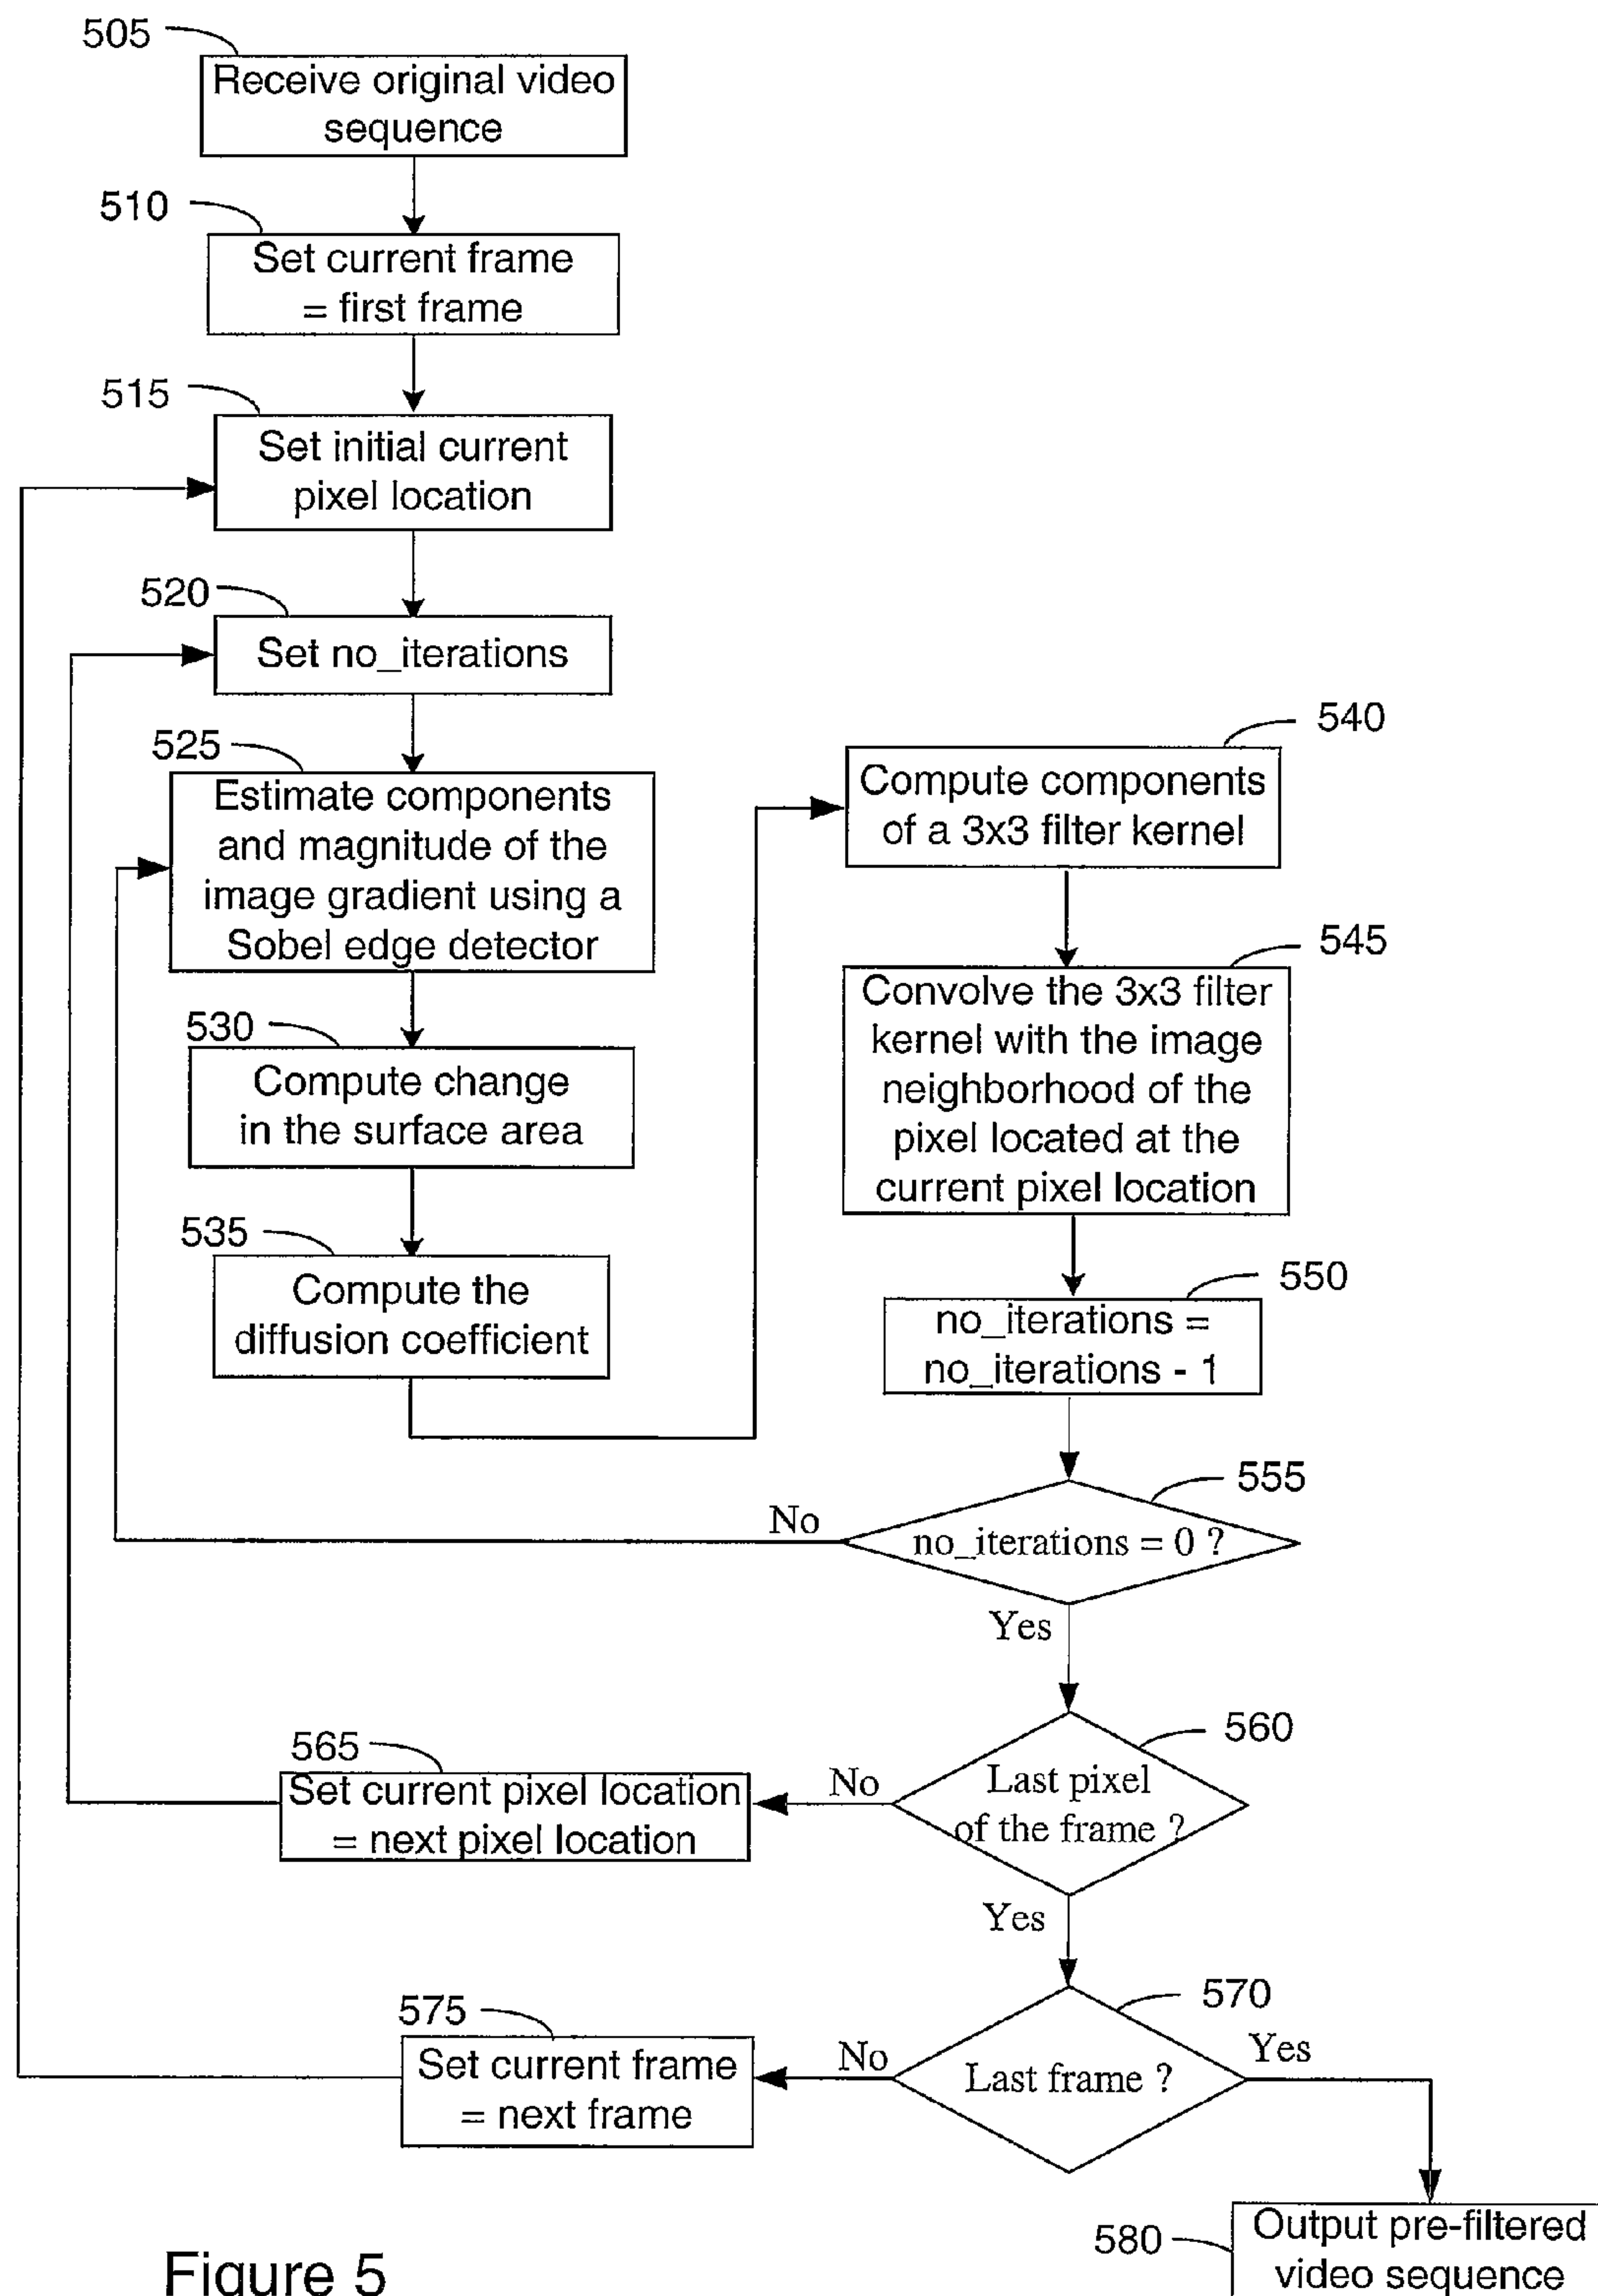 505
Receive original video
sequence
510
Set current frame
= first frame
515
Set initial current
pixel location
520
Set no_iterations
525
Estimate components
and magnitude of the
image gradient using a
Sobel edge detector
530
Compute change
in the surface area
535
Compute the
diffusion coefficient
540
Compute components
of a 3x3 filter kernel
545
Convolve the 3x3 filter
kernel with the image
neighborhood of the
pixel located at the
current pixel location
550
no_iterations =
no_iterations - 1
555
no_iterations = 0 ?
No
Yes
560
Last pixel
of the frame ?
No
565
Set current pixel location
= next pixel location
Yes
570
Last frame ?
No
Yes
575
Set current frame
= next frame
580
Output pre-filtered
video sequence
Figure 5